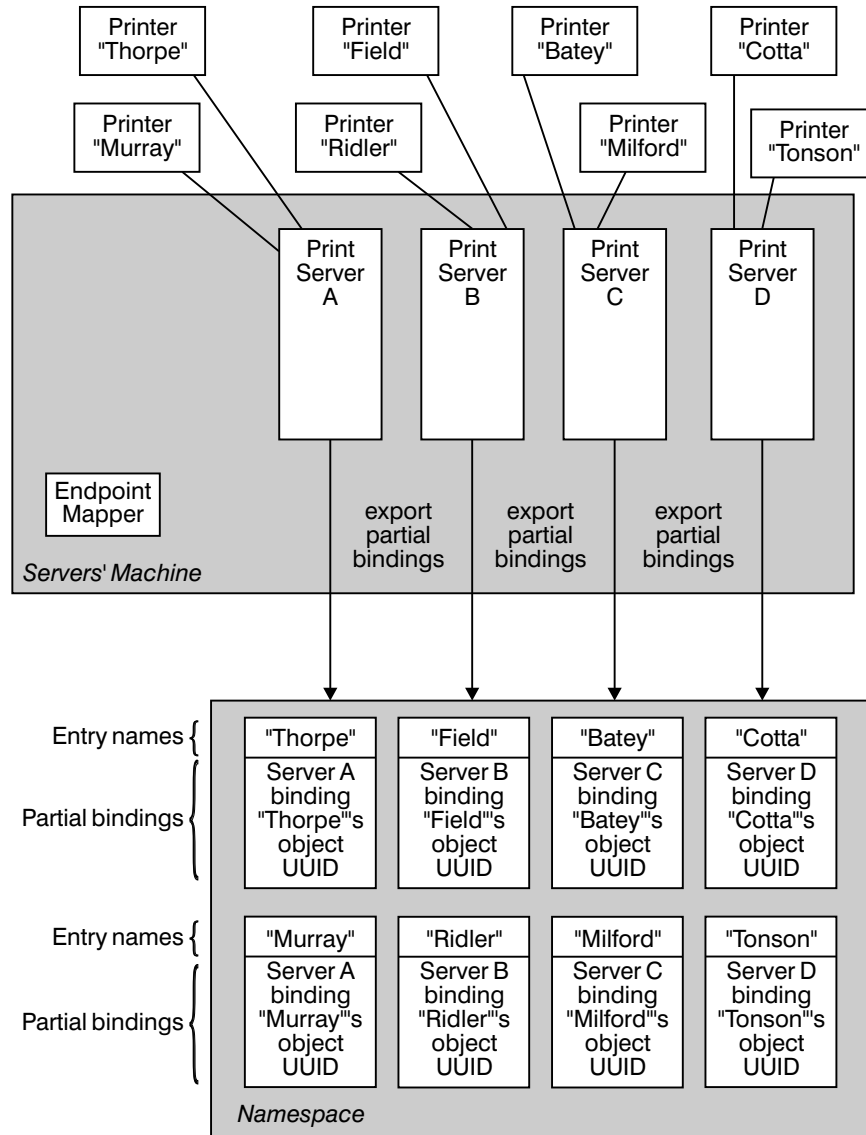 Printer
"Thorpe"
Printer
"Field"
Printer
"Batey"
Printer
"Cotta"
Printer
"Murray"
Printer
"Ridler"
Printer
"Milford"
Printer
"Tonson"
Print
Server
A
Print
Server
B
Print
Server
C
Print
Server
D
Endpoint
Mapper
export
partial
bindings
export
partial
bindings
export
partial
bindings
Servers' Machine
Entry names
"Thorpe"
"Field"
"Batey"
"Cotta"
Partial bindings
Server A
binding
"Thorpe"'s
object
UUID
Server B
binding
"Field"'s
object
UUID
Server C
binding
"Batey"'s
object
UUID
Server D
binding
"Cotta"'s
object
UUID
Entry names
"Murray"
"Ridler"
"Milford"
"Tonson"
Partial bindings
Server A
binding
"Murray"'s
object
UUID
Server B
binding
"Ridler"'s
object
UUID
Server C
binding
"Milford"'s
object
UUID
Server D
binding
"Tonson"'s
object
UUID
Namespace